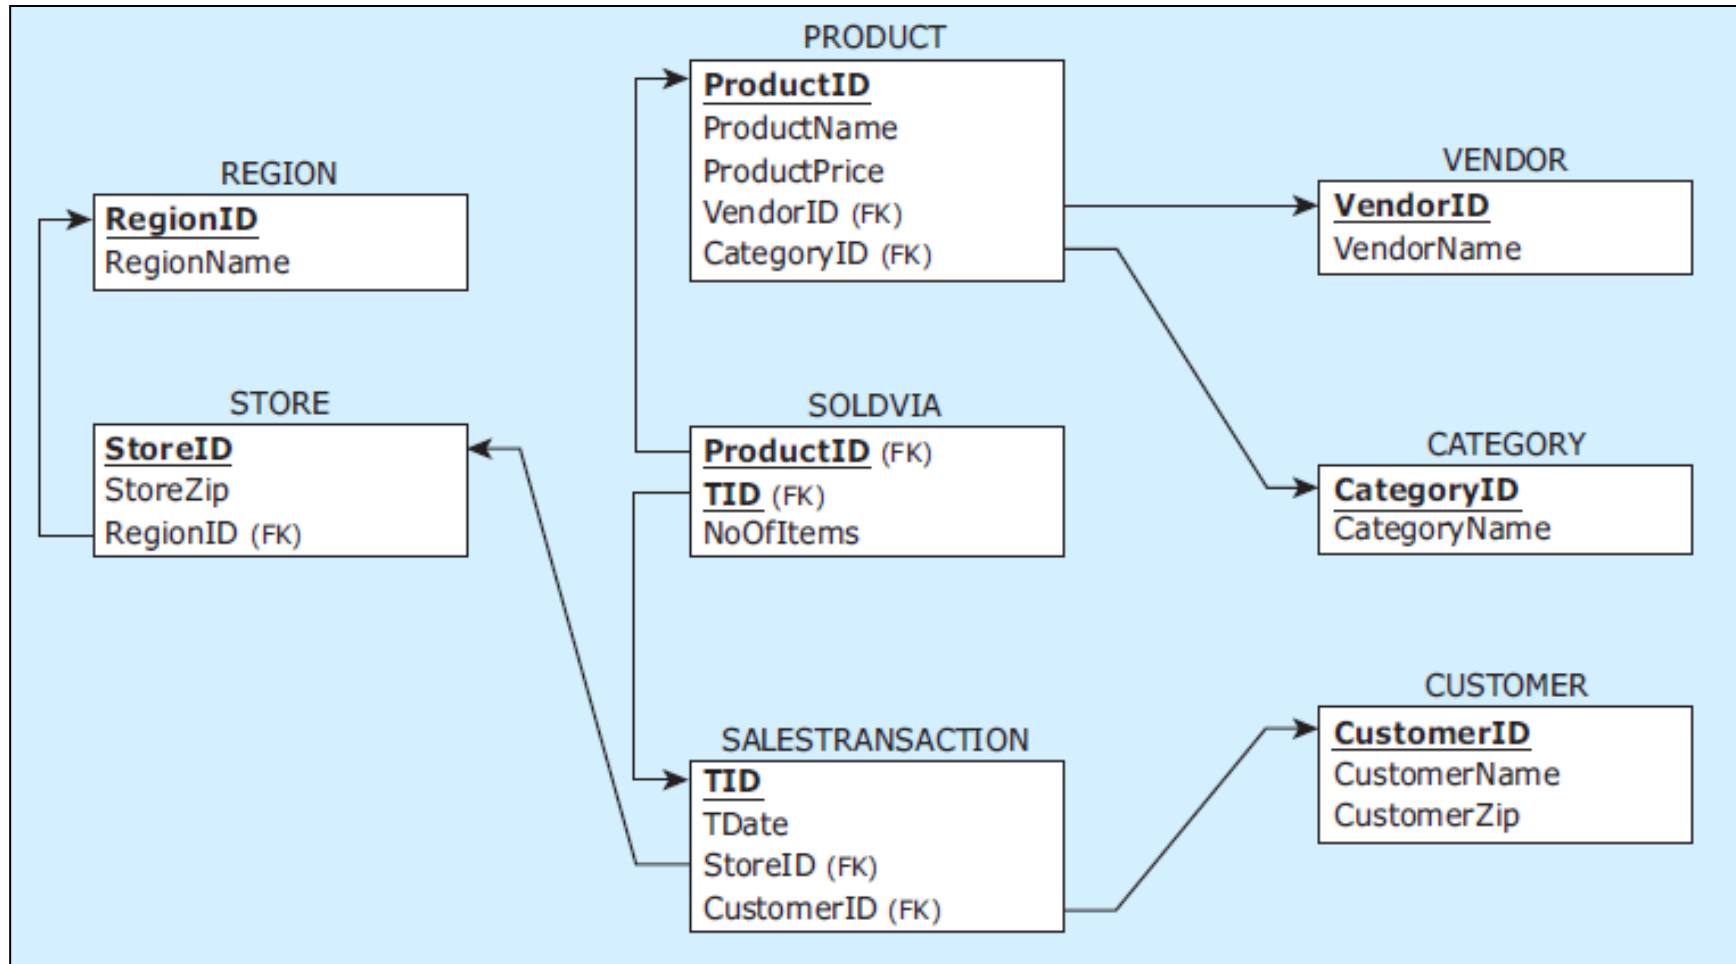 PRODUCT
ProductID
ProductName
ProductPrice
VendorID (FK)
CategoryID (FK)
REGION
RegionID
RegionName
VENDOR
VendorID
VendorName
STORE
StoreID
StoreZip
RegionID (FK)
SOLDVIA
ProductID (FK)
TID (FK)
NoOfItems
CATEGORY
CategoryID
CategoryName
SALESTRANSACTION
TID
TDate
StoreID (FK)
CustomerID (FK)
CUSTOMER
CustomerID
CustomerName
CustomerZip